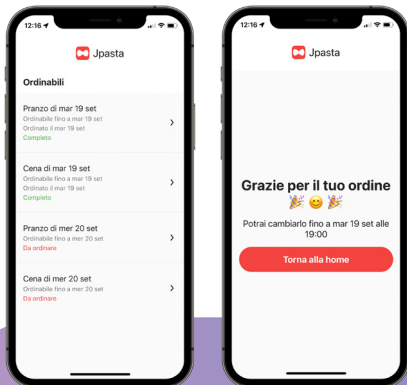 12:16
Jpasta
Ordinabili
Pranzo di mar 19 set
Ordinabile fino a mar 19 set
Ordinato il mar 19 set
Completo
Cena di mar 19 set
Ordinabile fino a mar 19 set
Ordinato il mar 19 set
Completo
Pranzo di mer 20 set
Ordinabile fino a mer 20 set
Da ordinare
Cena di mer 20 set
Ordinabile fino a mer 20 set
Da ordinare
12:16
Jpasta
Grazie per il tuo ordine
🎉 😊 🎉
Potrai cambiarlo fino a mar 19 set alle
19:00
Torna alla home